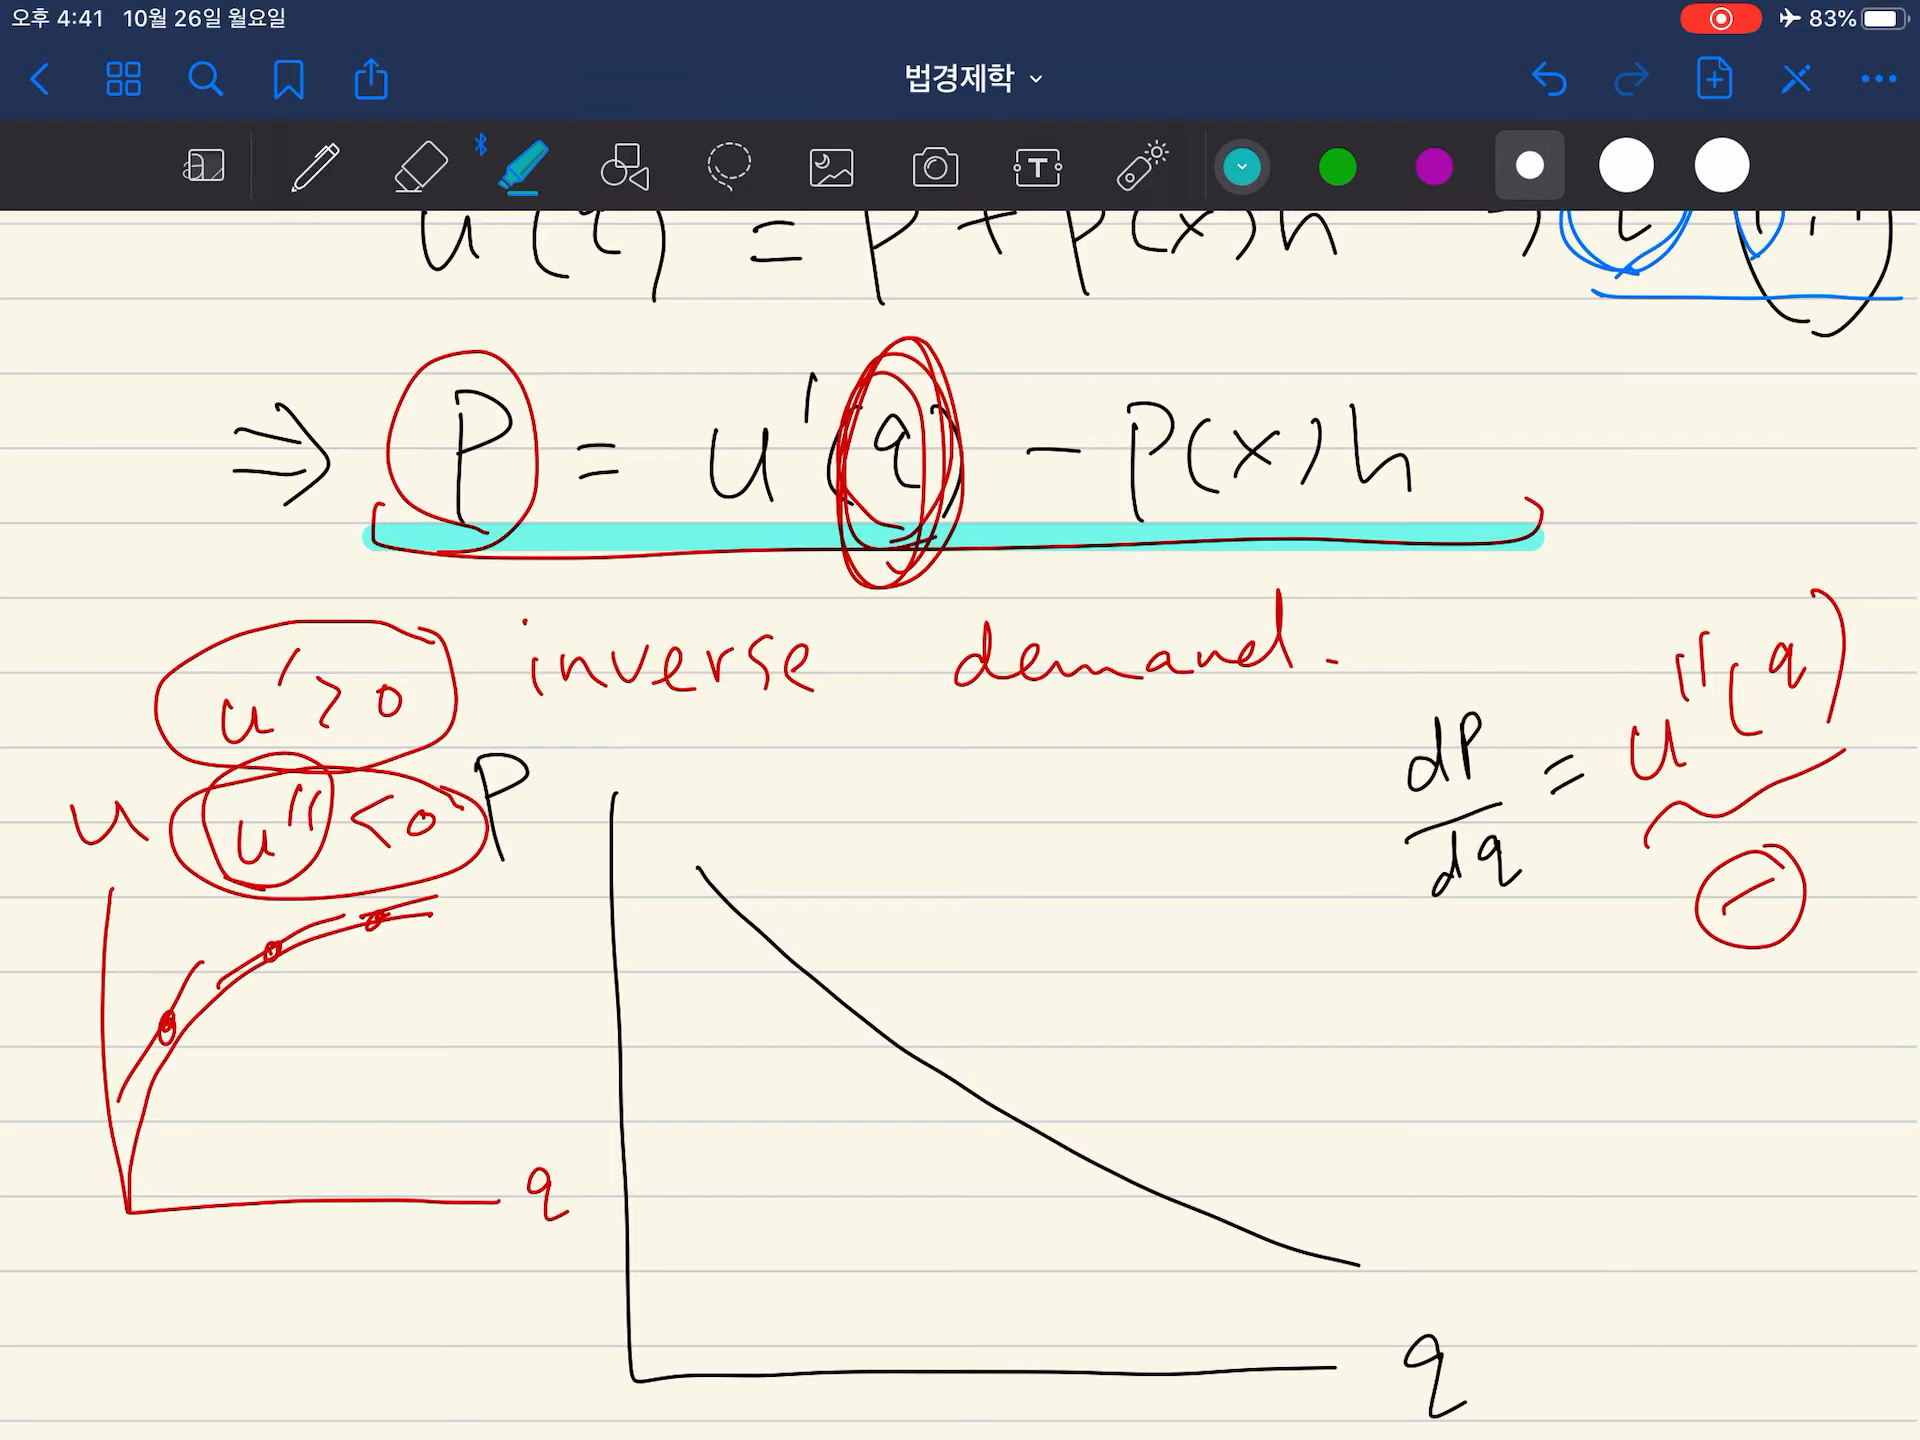 오후 4:41 10월 26일 월요일 83%
법경제학
u'(q) = P + P(x)h
⇒ P = u'(q) - P(x)h
inverse demand.
u' > 0
u'' < 0
dP/dq = u''(q)
(-)
u
P
q
q